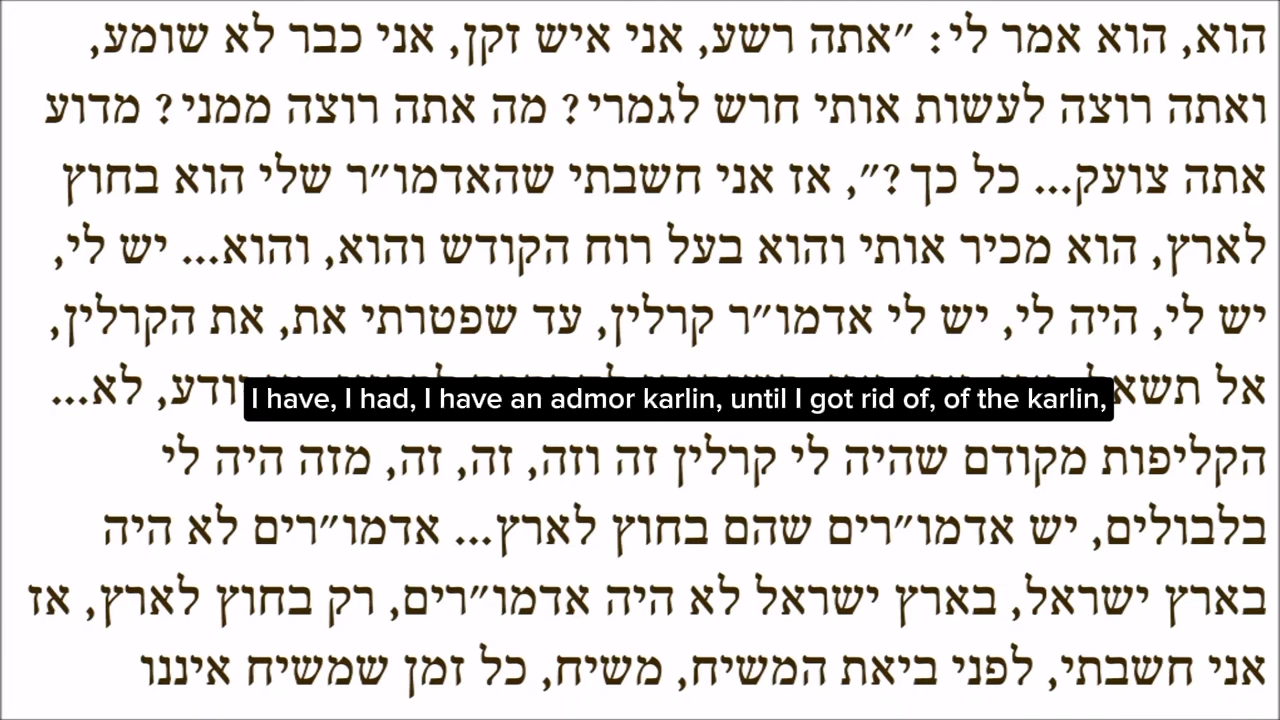 הוא, הוא אמר לי: "אתה רשע, אני איש זקן, אני כבר לא שומע,
ואתה רוצה לעשות אותי חרש לגמרי? מה אתה רוצה ממני? מדוע
אתה צועק... כל כך?", אז אני חשבתי שהאדמו"ר שלי הוא בחוץ
לארץ, הוא מכיר אותי והוא בעל רוח הקודש והוא, והוא... יש לי,
יש לי, היה לי, יש לי אדמו"ר קרלין, עד שפטרתי את, את הקרלין,
אל לא...
I have, I had, I have an admor karlin, until I got rid of, of the karlin,
הקליפות מקודם שהיה לי קרלין זה וזה, זה, זה, מזה היה לי
בלבולים, יש אדמו"רים שהם בחוץ לארץ... אדמו"רים לא היה
בארץ ישראל, בארץ ישראל לא היה אדמו"רים, רק בחוץ לארץ, אז
אני חשבתי, לפני ביאת המשיח, משיח, כל זמן שמשיח איננו